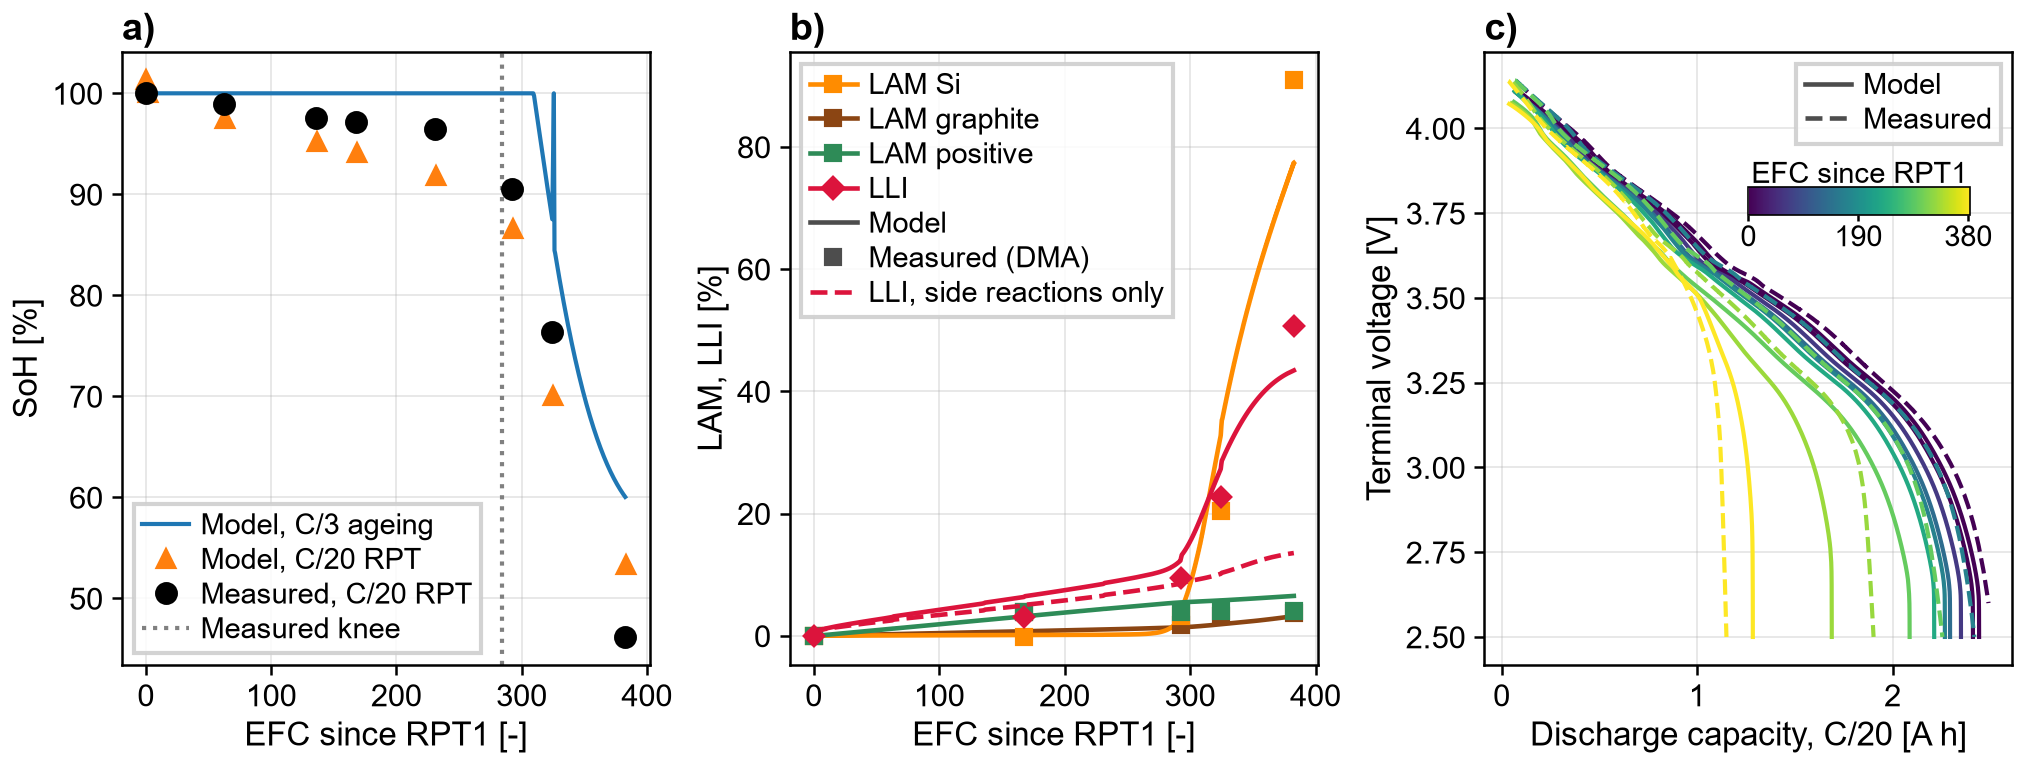 a)
100
90
80
70
60
50
SoH [%]
Model, C/3 ageing
Model, C/20 RPT
Measured, C/20 RPT
Measured knee
0
100
200
300
400
EFC since RPT1 [-]
b)
LAM Si
LAM graphite
LAM positive
LLI
Model
Measured (DMA)
LLI, side reactions only
80
60
40
20
0
LAM, LLI [%]
0
100
200
300
400
EFC since RPT1 [-]
c)
Model
Measured
EFC since RPT1
0
190
380
4.00
3.75
3.50
3.25
3.00
2.75
2.50
Terminal voltage [V]
0
1
2
Discharge capacity, C/20 [A h]